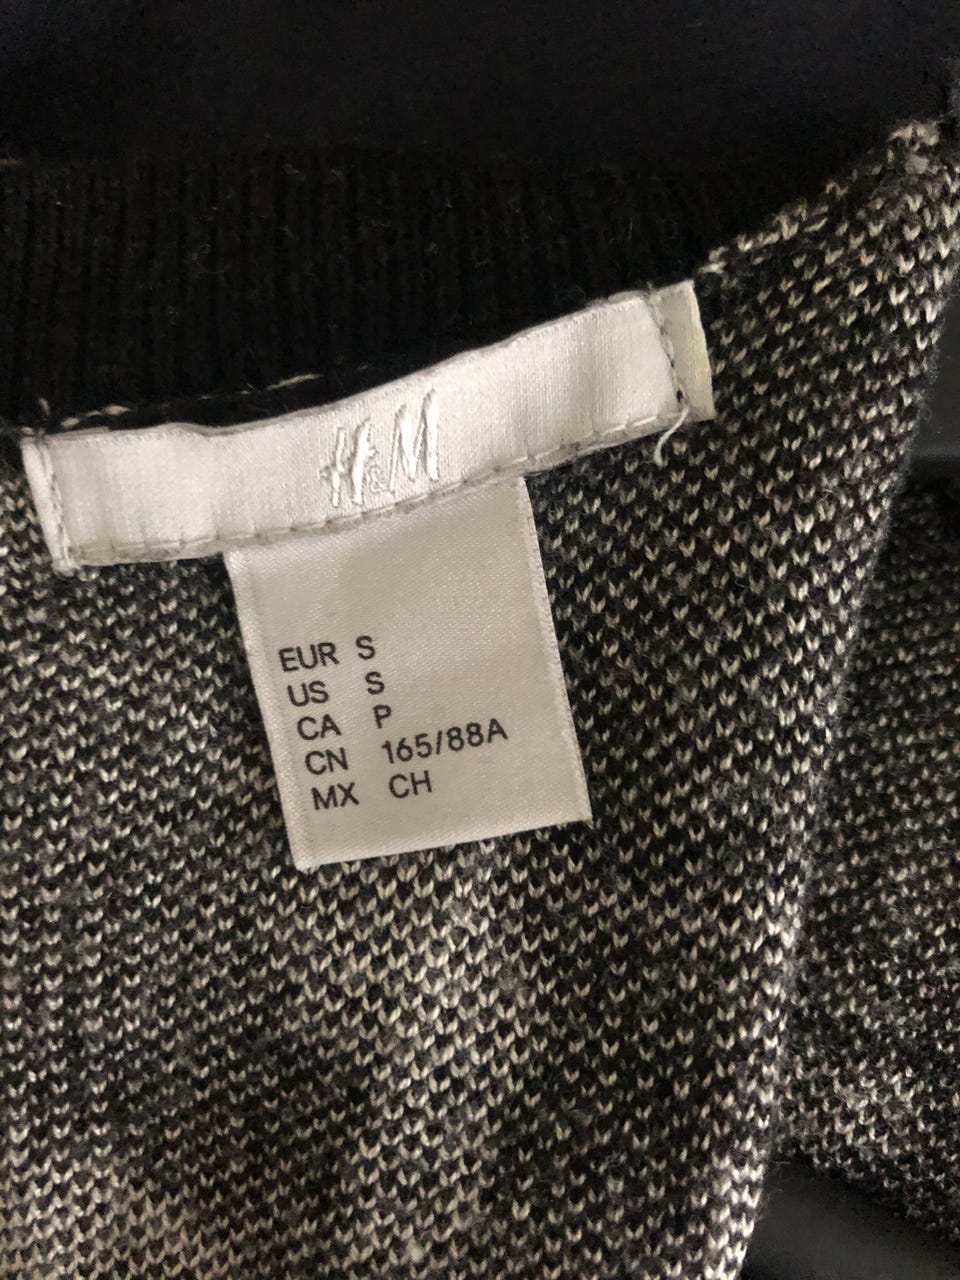 H&M
EUR S
US S
CA P
CN 165/88A
MX CH